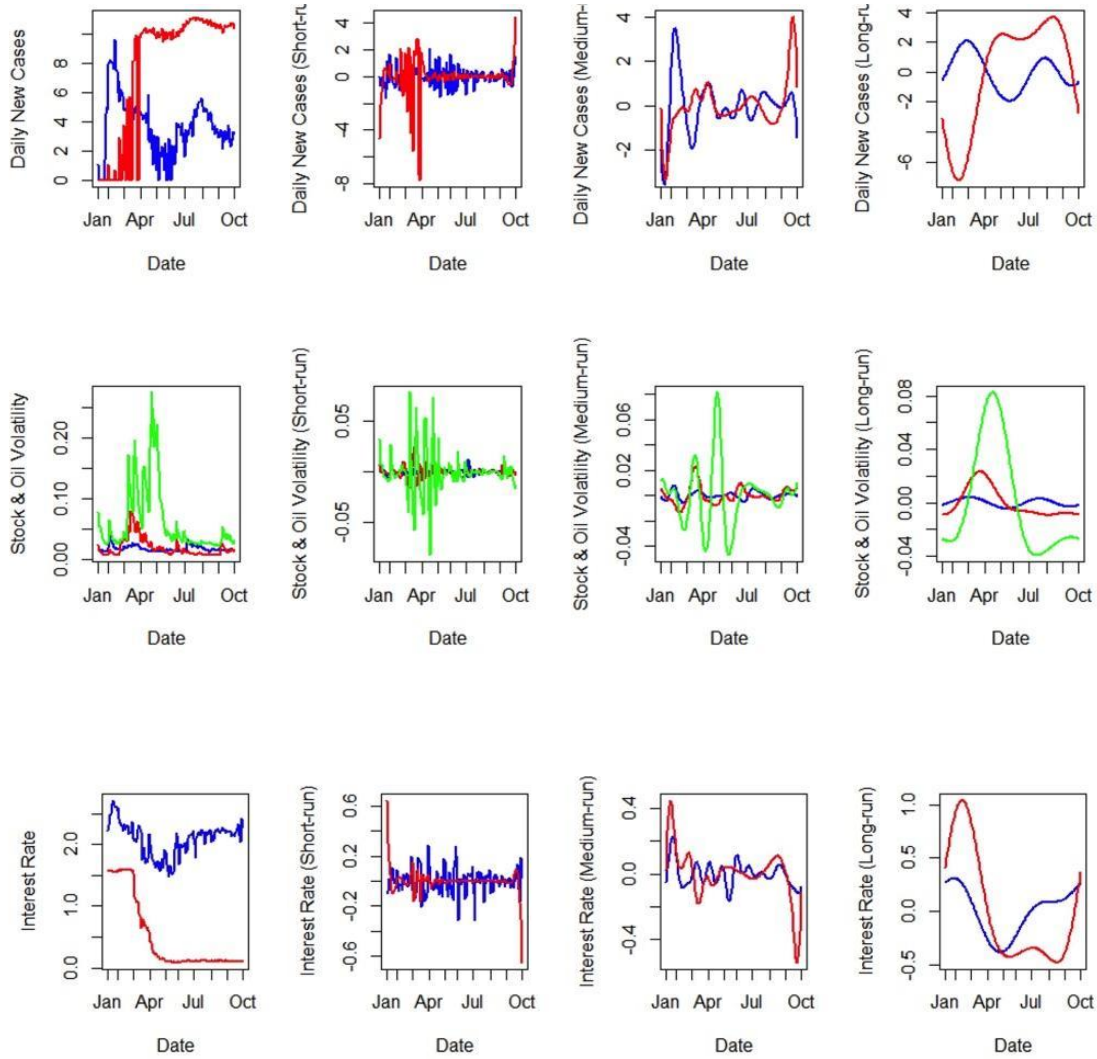 Daily New Cases
8
6
4
2
0
Jan Apr Jul Oct
Date
Daily New Cases (Short-ru
4
2
0
4
-8
Jan Apr Jul Oct
Date
Daily New Cases (Medium-r
4
2
0
-2
Jan Apr Jul Oct
Date
Daily New Cases (Long-ru
4
2
0
-2
-6
Jan Apr Jul Oct
Date
Stock & Oil Volatility
0.20
0.10
0.00
Jan Apr Jul Oct
Date
Stock & Oil Volatility (Short-run)
0.05
-0.05
Jan Apr Jul Oct
Date
Stock & Oil Volatility (Medium-run)
0.06
0.02
-0.04
Jan Apr Jul Oct
Date
Stock & Oil Volatility (Long-run)
0.08
0.04
0.00
-0.04
Jan Apr Jul Oct
Date
Interest Rate
2.0
1.0
0.0
Jan Apr Jul Oct
Date
Interest Rate (Short-run)
0.6
0.2
-0.2
-0.6
Jan Apr Jul Oct
Date
Interest Rate (Medium-run)
0.4
0.0
-0.4
Jan Apr Jul Oct
Date
Interest Rate (Long-run)
1.0
0.5
0.0
-0.5
Jan Apr Jul Oct
Date